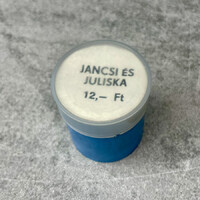 JANCSI ÉS
JULISKA
12,— Ft